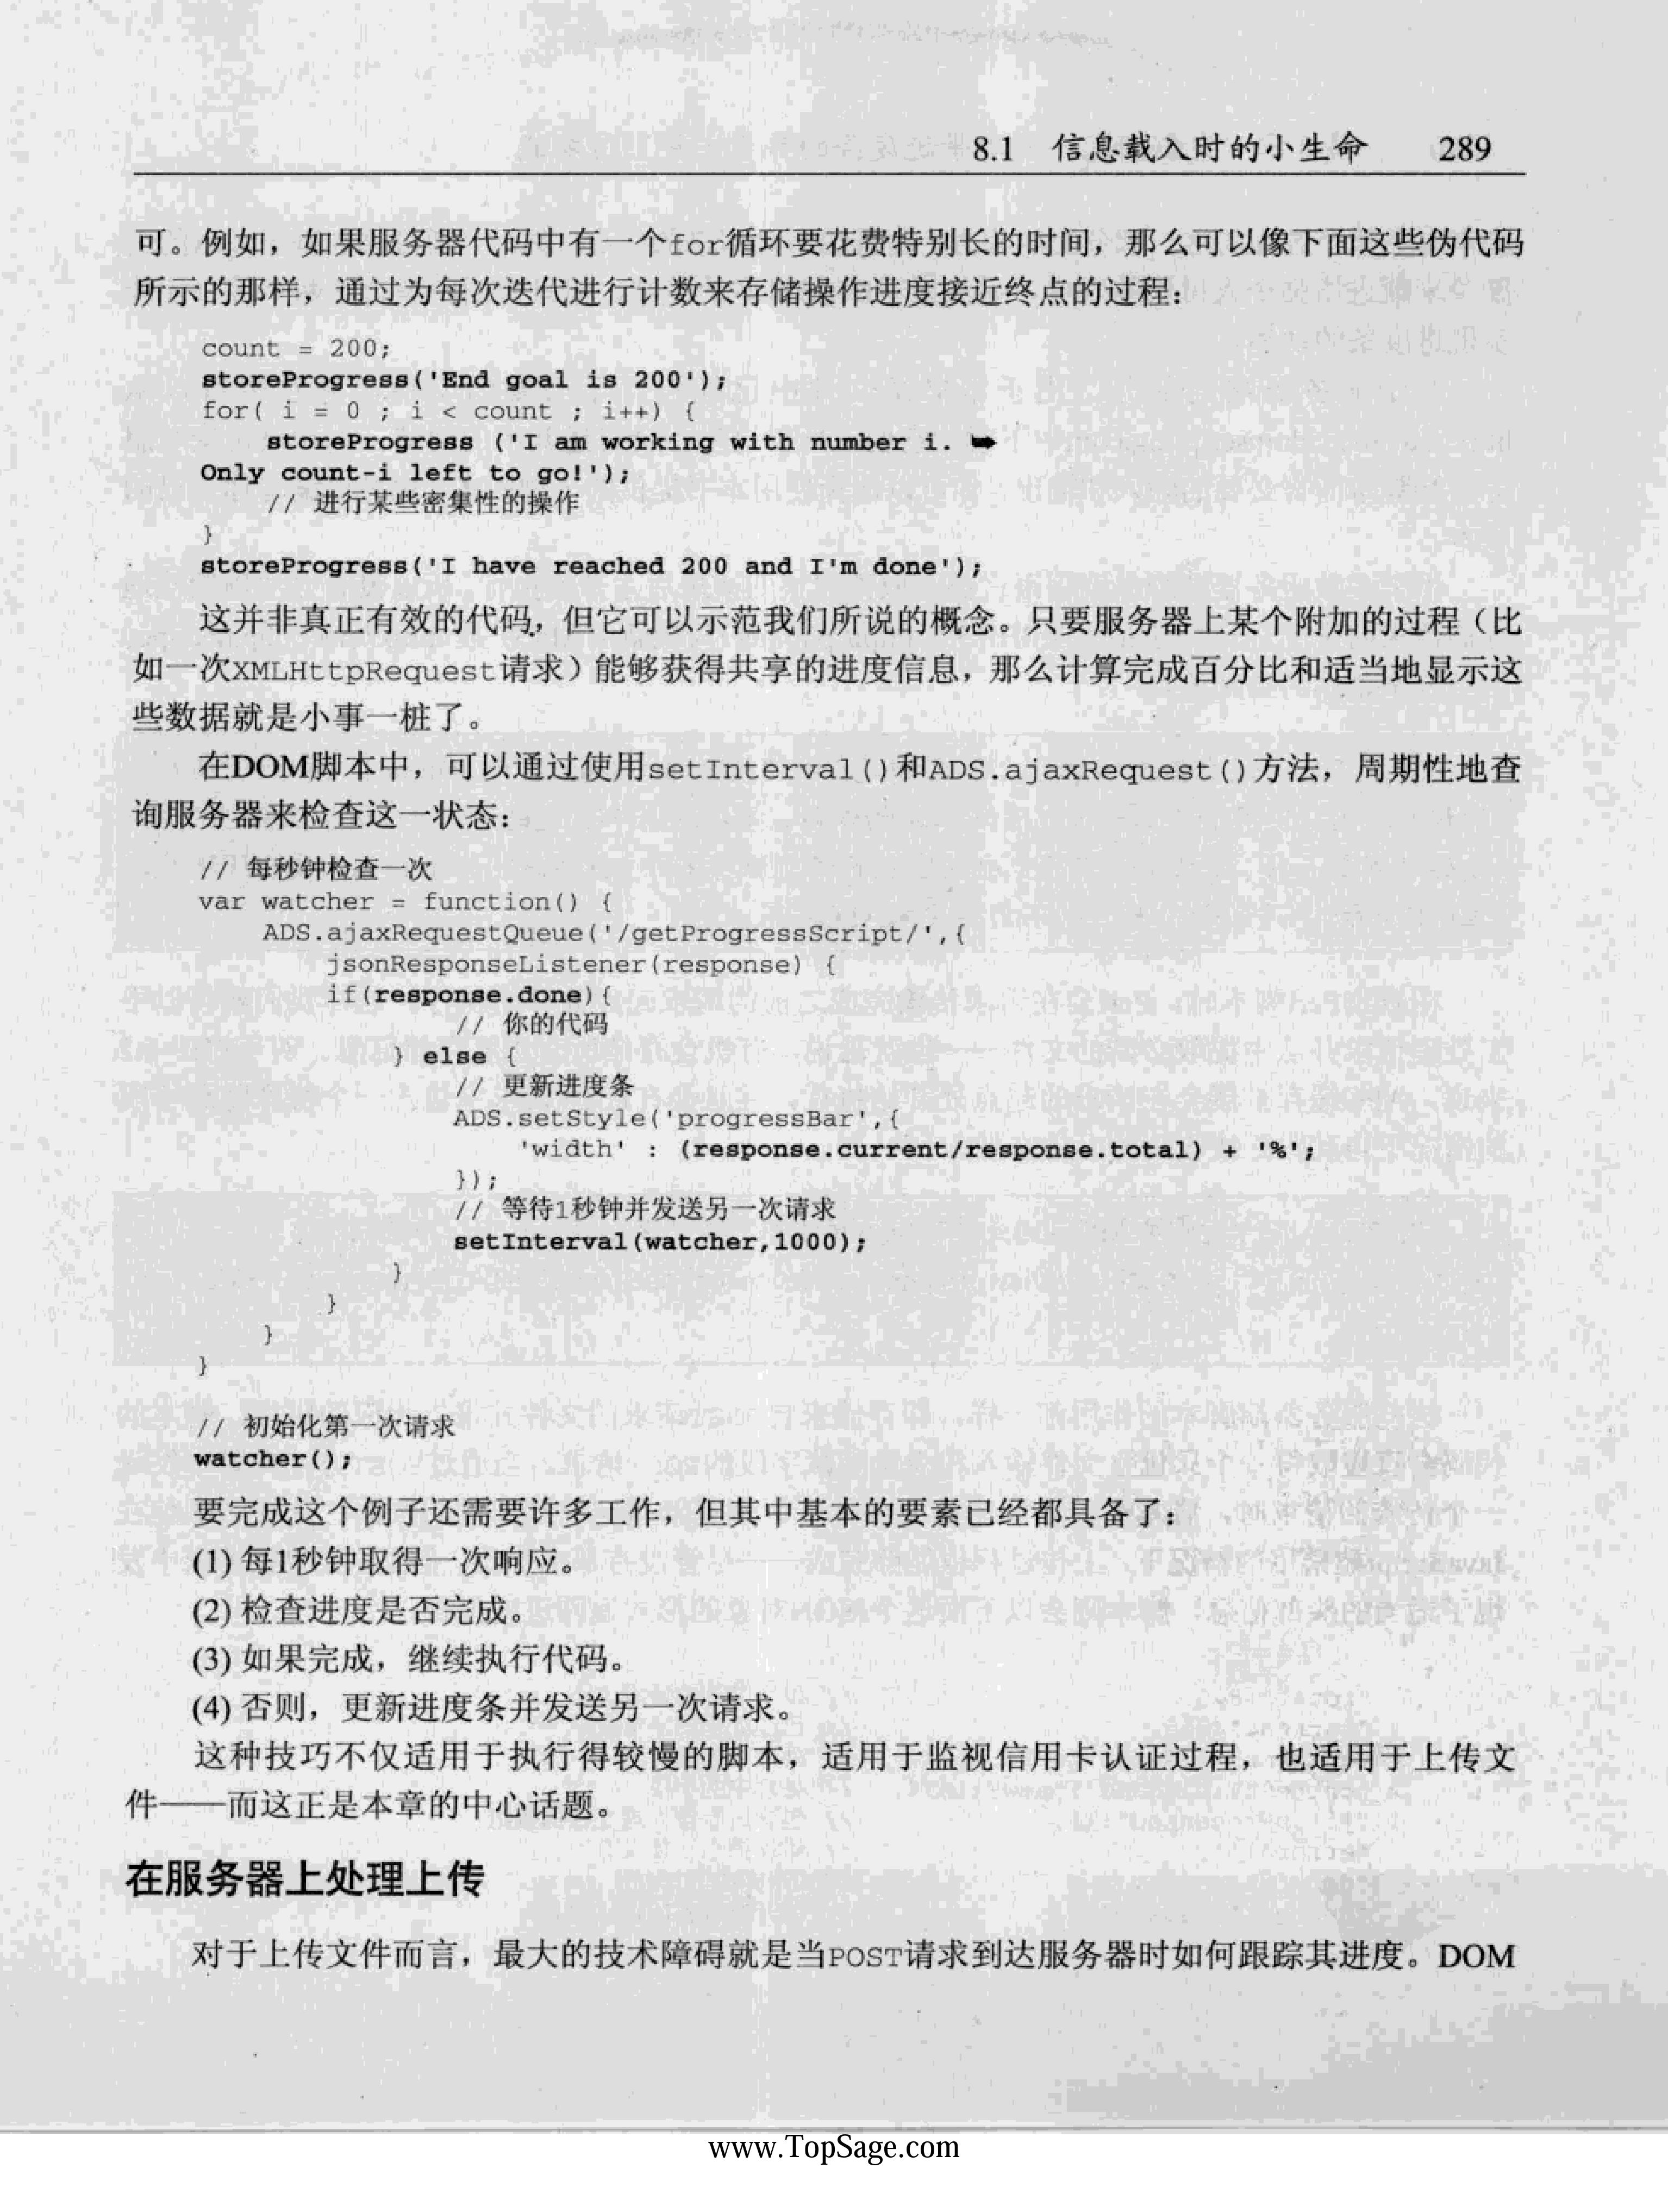 8.1 信息载入时的小生命 289
可。例如，如果服务器代码中有一个for循环要花费特别长的时间，那么可以像下面这些伪代码
所示的那样，通过为每次迭代进行计数来存储操作进度接近终点的过程：
count = 200;
storeProgress('End goal is 200');
for( i = 0 ; i < count ; i++) {
    storeProgress ('I am working with number i. ➥
Only count-i left to go!');
    // 进行某些密集性的操作
}
storeProgress('I have reached 200 and I'm done');
这并非真正有效的代码，但它可以示范我们所说的概念。只要服务器上某个附加的过程（比
如一次XMLHttpRequest请求）能够获得共享的进度信息，那么计算完成百分比和适当地显示这
些数据就是小事一桩了。
在DOM脚本中，可以通过使用setInterval()和ADS.ajaxRequest()方法，周期性地查
询服务器来检查这一状态：
// 每秒钟检查一次
var watcher = function() {
    ADS.ajaxRequestQueue('/getProgressScript/',{
        jsonResponseListener(response) {
        if(response.done){
                // 你的代码
            } else {
                // 更新进度条
                ADS.setStyle('progressBar',{
                    'width' : (response.current/response.total) + '%';
                });
                // 等待1秒钟并发送另一次请求
                setInterval(watcher,1000);
            }
        }
    }
}
// 初始化第一次请求
watcher();
要完成这个例子还需要许多工作，但其中基本的要素已经都具备了：
(1) 每1秒钟取得一次响应。
(2) 检查进度是否完成。
(3) 如果完成，继续执行代码。
(4) 否则，更新进度条并发送另一次请求。
这种技巧不仅适用于执行得较慢的脚本，适用于监视信用卡认证过程，也适用于上传文
件——而这正是本章的中心话题。
在服务器上处理上传
对于上传文件而言，最大的技术障碍就是当POST请求到达服务器时如何跟踪其进度。DOM
www.TopSage.com